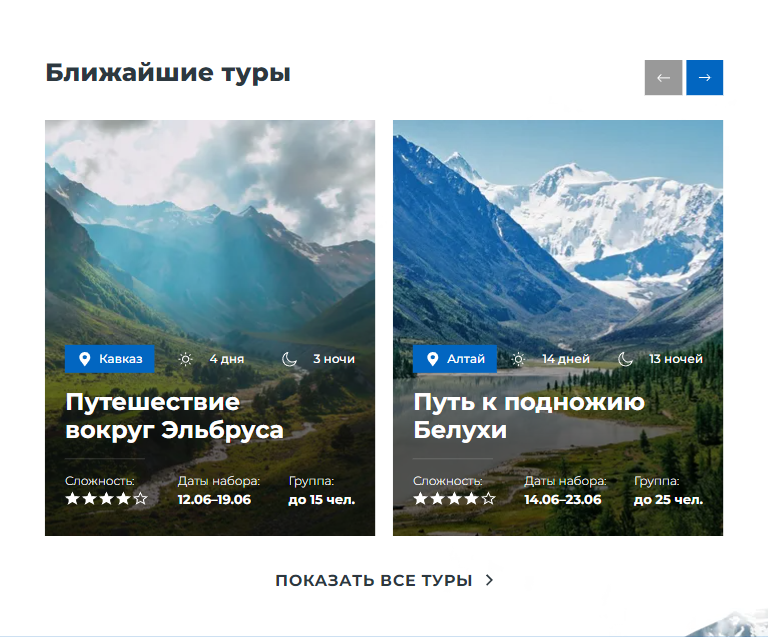 Ближайшие туры
Кавказ 4 дня 3 ночи
Путешествие
вокруг Эльбруса
Сложность: Даты набора: Группа:
12.06–19.06 до 15 чел.
Алтай 14 дней 13 ночей
Путь к подножию
Белухи
Сложность: Даты набора: Группа:
14.06–23.06 до 25 чел.
ПОКАЗАТЬ ВСЕ ТУРЫ